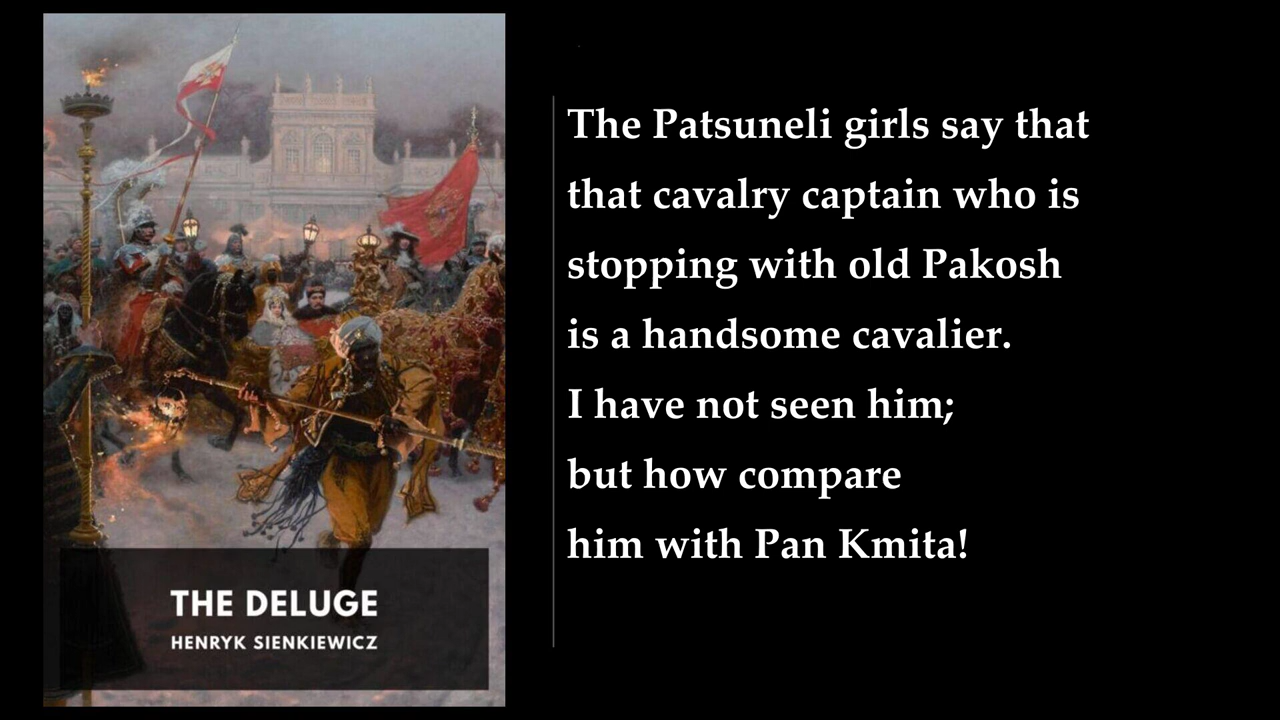 THE DELUGE
HENRYK SIENKIEWICZ
The Patsuneli girls say that
that cavalry captain who is
stopping with old Pakosh
is a handsome cavalier.
I have not seen him;
but how compare
him with Pan Kmita!